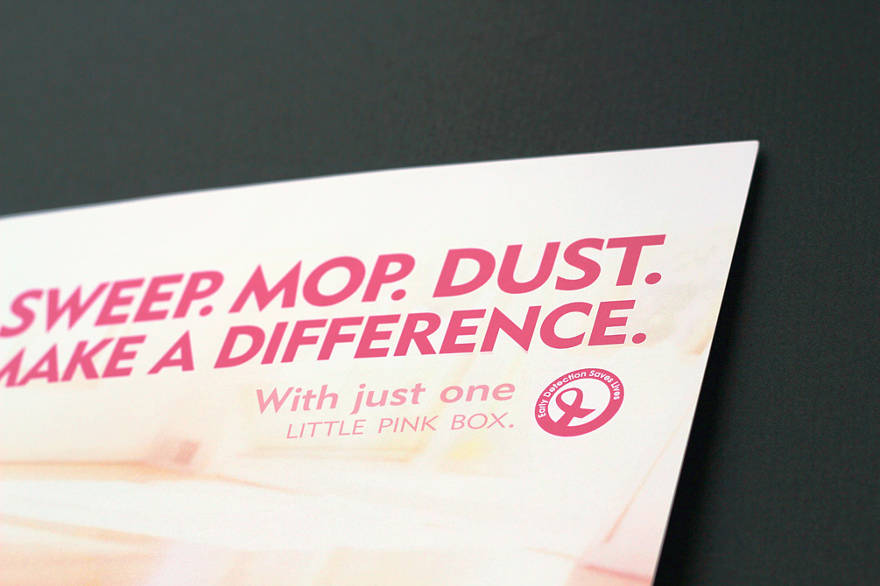 SWEEP. MOP. DUST.
MAKE A DIFFERENCE.
With just one
LITTLE PINK BOX.
Early Detection Saves Lives